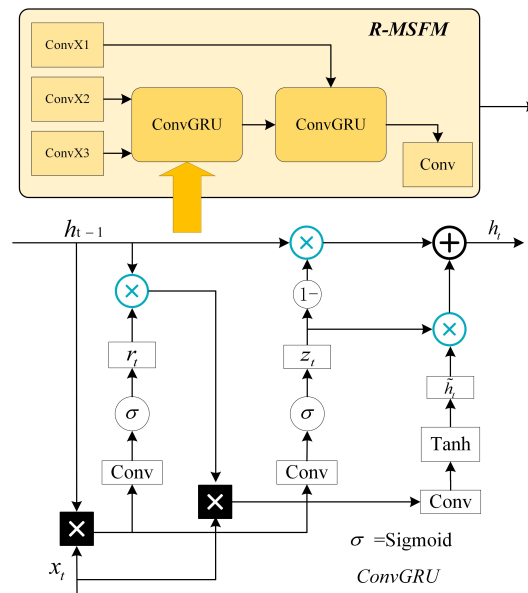 R-MSFM
ConvX1
ConvX2
ConvX3
ConvGRU
ConvGRU
Conv
h_{t-1}
h_t
×
+
×
1−
×
r_t
z_t
h̃_t
σ
σ
Tanh
Conv
Conv
Conv
×
×
x_t
σ =Sigmoid
ConvGRU